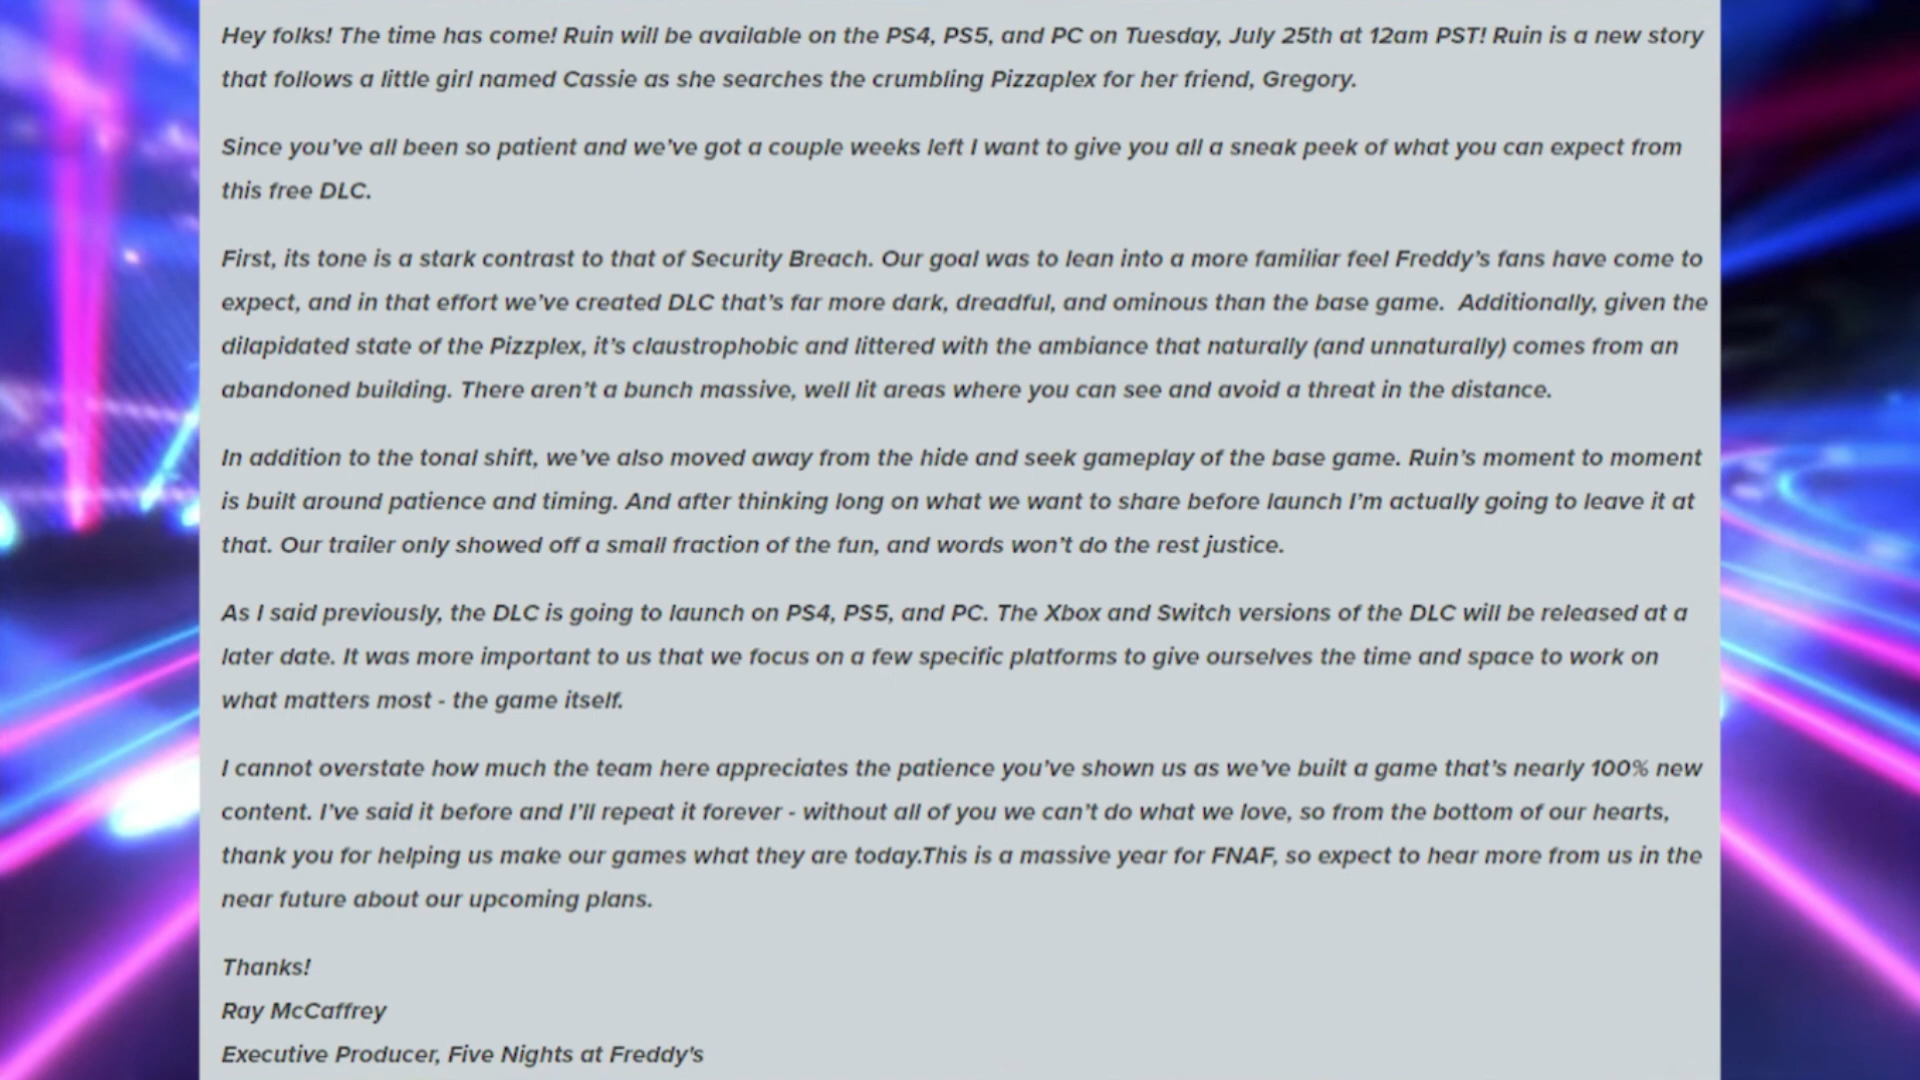 Hey folks! The time has come! Ruin will be available on the PS4, PS5, and PC on Tuesday, July 25th at 12am PST! Ruin is a new story
that follows a little girl named Cassie as she searches the crumbling Pizzaplex for her friend, Gregory.
Since you've all been so patient and we've got a couple weeks left I want to give you all a sneak peek of what you can expect from
this free DLC.
First, its tone is a stark contrast to that of Security Breach. Our goal was to lean into a more familiar feel Freddy's fans have come to
expect, and in that effort we've created DLC that's far more dark, dreadful, and ominous than the base game.  Additionally, given the
dilapidated state of the Pizzplex, it's claustrophobic and littered with the ambiance that naturally (and unnaturally) comes from an
abandoned building. There aren't a bunch massive, well lit areas where you can see and avoid a threat in the distance.
In addition to the tonal shift, we've also moved away from the hide and seek gameplay of the base game. Ruin's moment to moment
is built around patience and timing. And after thinking long on what we want to share before launch I'm actually going to leave it at
that. Our trailer only showed off a small fraction of the fun, and words won't do the rest justice.
As I said previously, the DLC is going to launch on PS4, PS5, and PC. The Xbox and Switch versions of the DLC will be released at a
later date. It was more important to us that we focus on a few specific platforms to give ourselves the time and space to work on
what matters most - the game itself.
I cannot overstate how much the team here appreciates the patience you've shown us as we've built a game that's nearly 100% new
content. I've said it before and I'll repeat it forever - without all of you we can't do what we love, so from the bottom of our hearts,
thank you for helping us make our games what they are today.This is a massive year for FNAF, so expect to hear more from us in the
near future about our upcoming plans.
Thanks!
Ray McCaffrey
Executive Producer, Five Nights at Freddy's